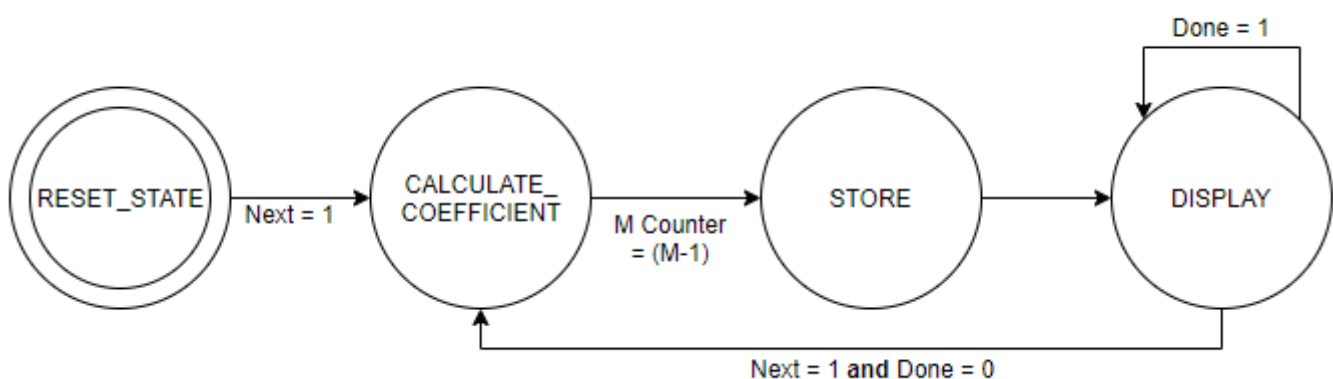 Done = 1
RESET_STATE
Next = 1
CALCULATE_
COEFFICIENT
M Counter
= (M-1)
STORE
DISPLAY
Next = 1 and Done = 0